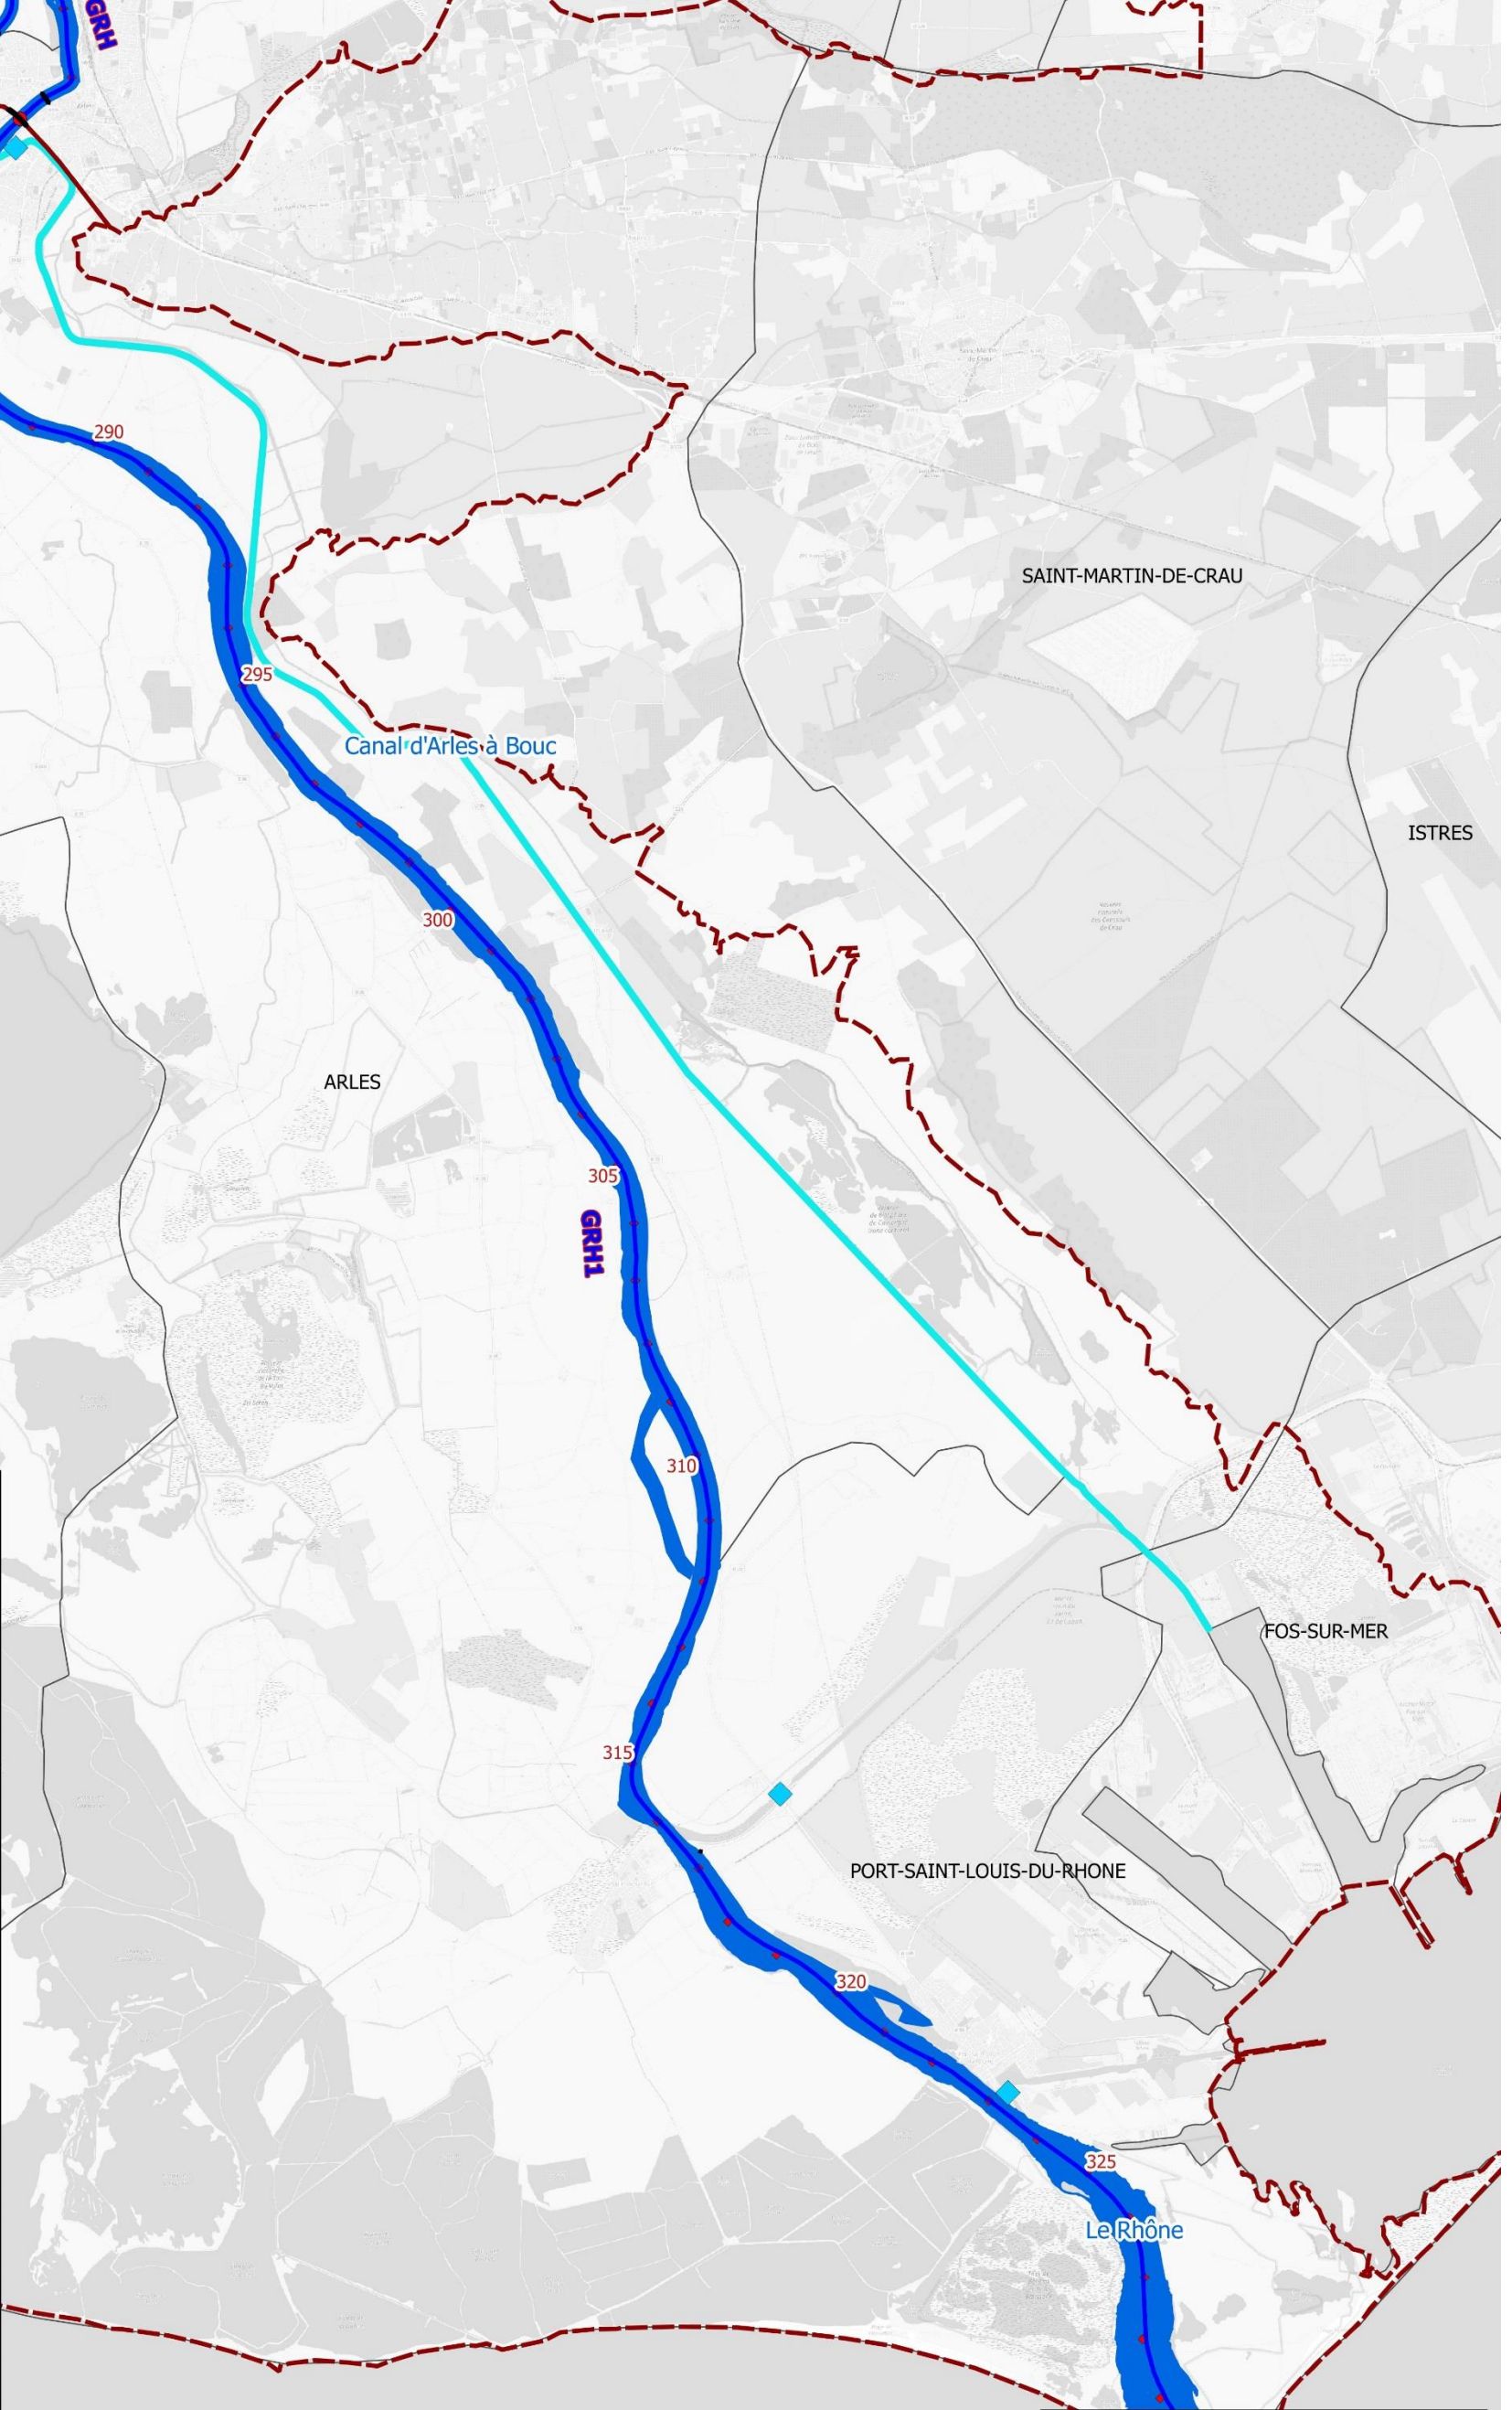 GRH
290
SAINT-MARTIN-DE-CRAU
295
Canal d'Arles à Bouc
ISTRES
300
ARLES
305
GRH1
310
FOS-SUR-MER
315
PORT-SAINT-LOUIS-DU-RHONE
320
325
Le Rhône